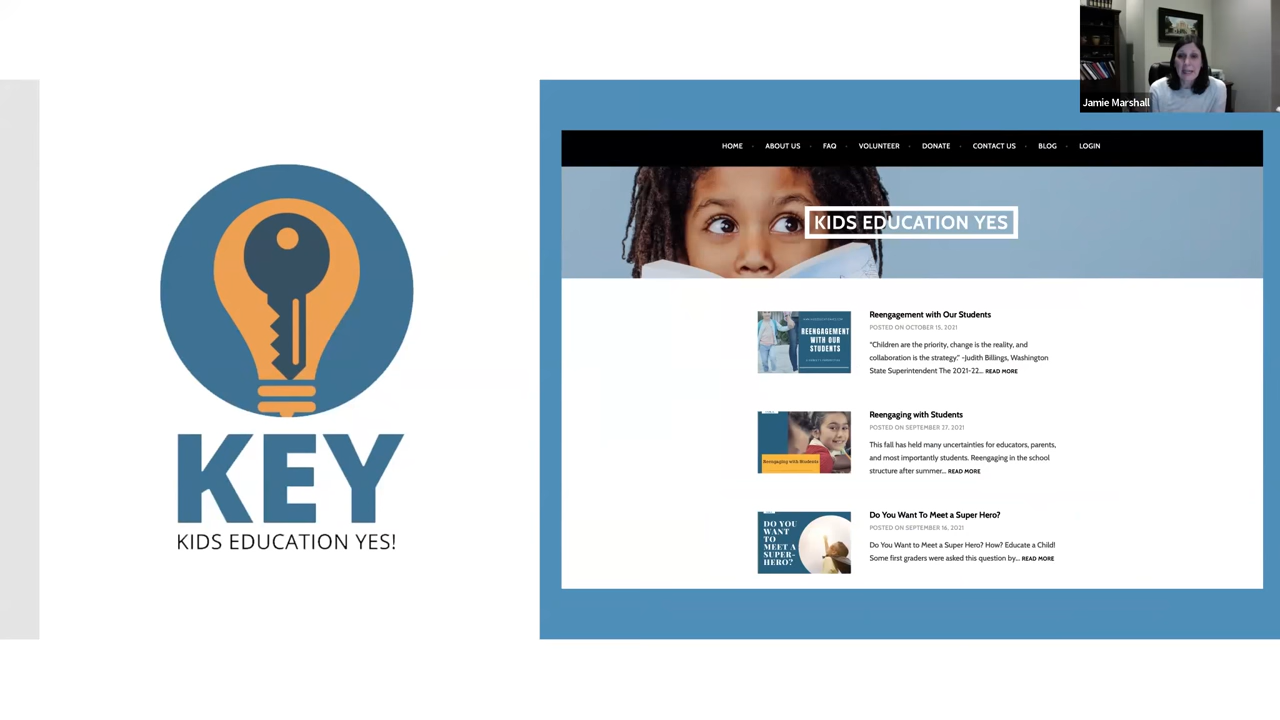 Jamie Marshall
KEY
KIDS EDUCATION YES!
HOME ABOUT US FAQ VOLUNTEER DONATE CONTACT US BLOG LOGIN
KIDS EDUCATION YES
REENGAGEMENT
WITH OUR
STUDENTS
Reengagement with Our Students
POSTED ON OCTOBER 15, 2021
“Children are the priority, change is the reality, and
collaboration is the strategy.” -Judith Billings, Washington
State Superintendent The 2021-22... READ MORE
Reengaging with Students
Reengaging with Students
POSTED ON SEPTEMBER 27, 2021
This fall has held many uncertainties for educators, parents,
and most importantly students. Reengaging in the school
structure after summer... READ MORE
DO YOU
WANT
TO
MEET A
SUPER-
HERO?
Do You Want To Meet a Super Hero?
POSTED ON SEPTEMBER 16, 2021
Do You Want to Meet a Super Hero? How? Educate a Child!
Some first graders were asked this question by... READ MORE